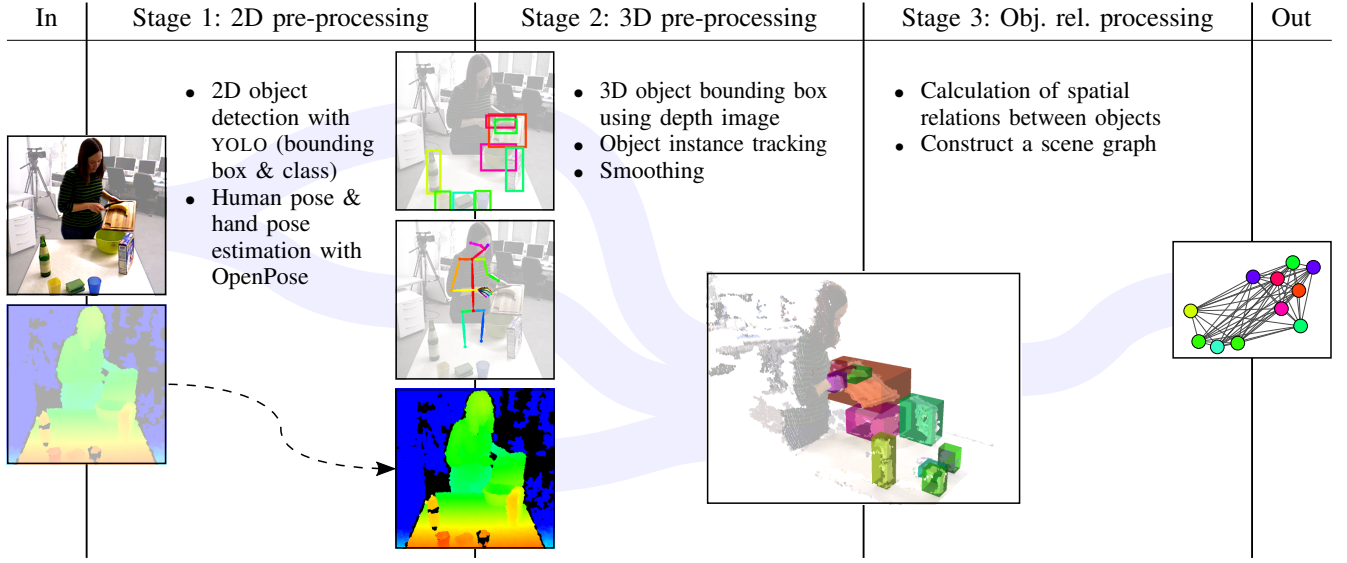 In
Stage 1: 2D pre-processing
Stage 2: 3D pre-processing
Stage 3: Obj. rel. processing
Out
• 2D object
detection with
YOLO (bounding
box & class)
• Human pose &
hand pose
estimation with
OpenPose
• 3D object bounding box
using depth image
• Object instance tracking
• Smoothing
• Calculation of spatial
relations between objects
• Construct a scene graph